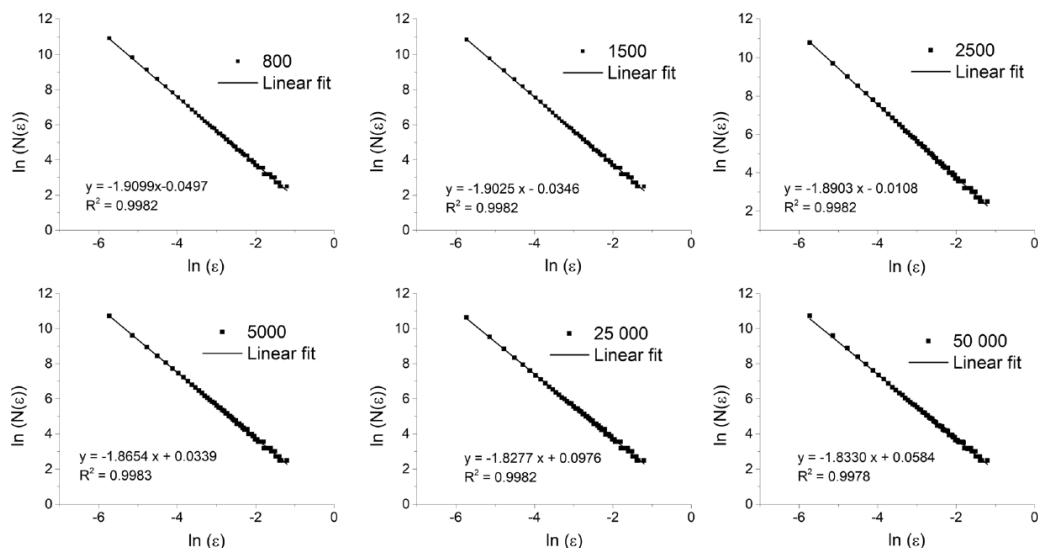 12
10
8
6
4
2
0
ln (N(ε))
800
Linear fit
y = -1.9099x-0.0497
R² = 0.9982
-6
-4
-2
0
ln (ε)
12
10
8
6
4
2
0
ln (N(ε))
1500
Linear fit
y = -1.9025 x - 0.0346
R² = 0.9982
-6
-4
-2
0
ln (ε)
12
10
8
6
4
2
ln (N(ε))
2500
Linear fit
y = -1.8903 x - 0.0108
R² = 0.9982
-6
-4
-2
0
ln (ε)
12
10
8
6
4
2
0
ln (N(ε))
5000
Linear fit
y = -1.8654 x + 0.0339
R² = 0.9983
-6
-4
-2
0
ln (ε)
12
10
8
6
4
2
0
ln (N(ε))
25 000
Linear fit
y = -1.8277 x + 0.0976
R² = 0.9982
-6
-4
-2
0
ln (ε)
12
10
8
6
4
2
0
ln (N(ε))
50 000
Linear fit
y = -1.8330 x + 0.0584
R² = 0.9978
-6
-4
-2
0
ln (ε)